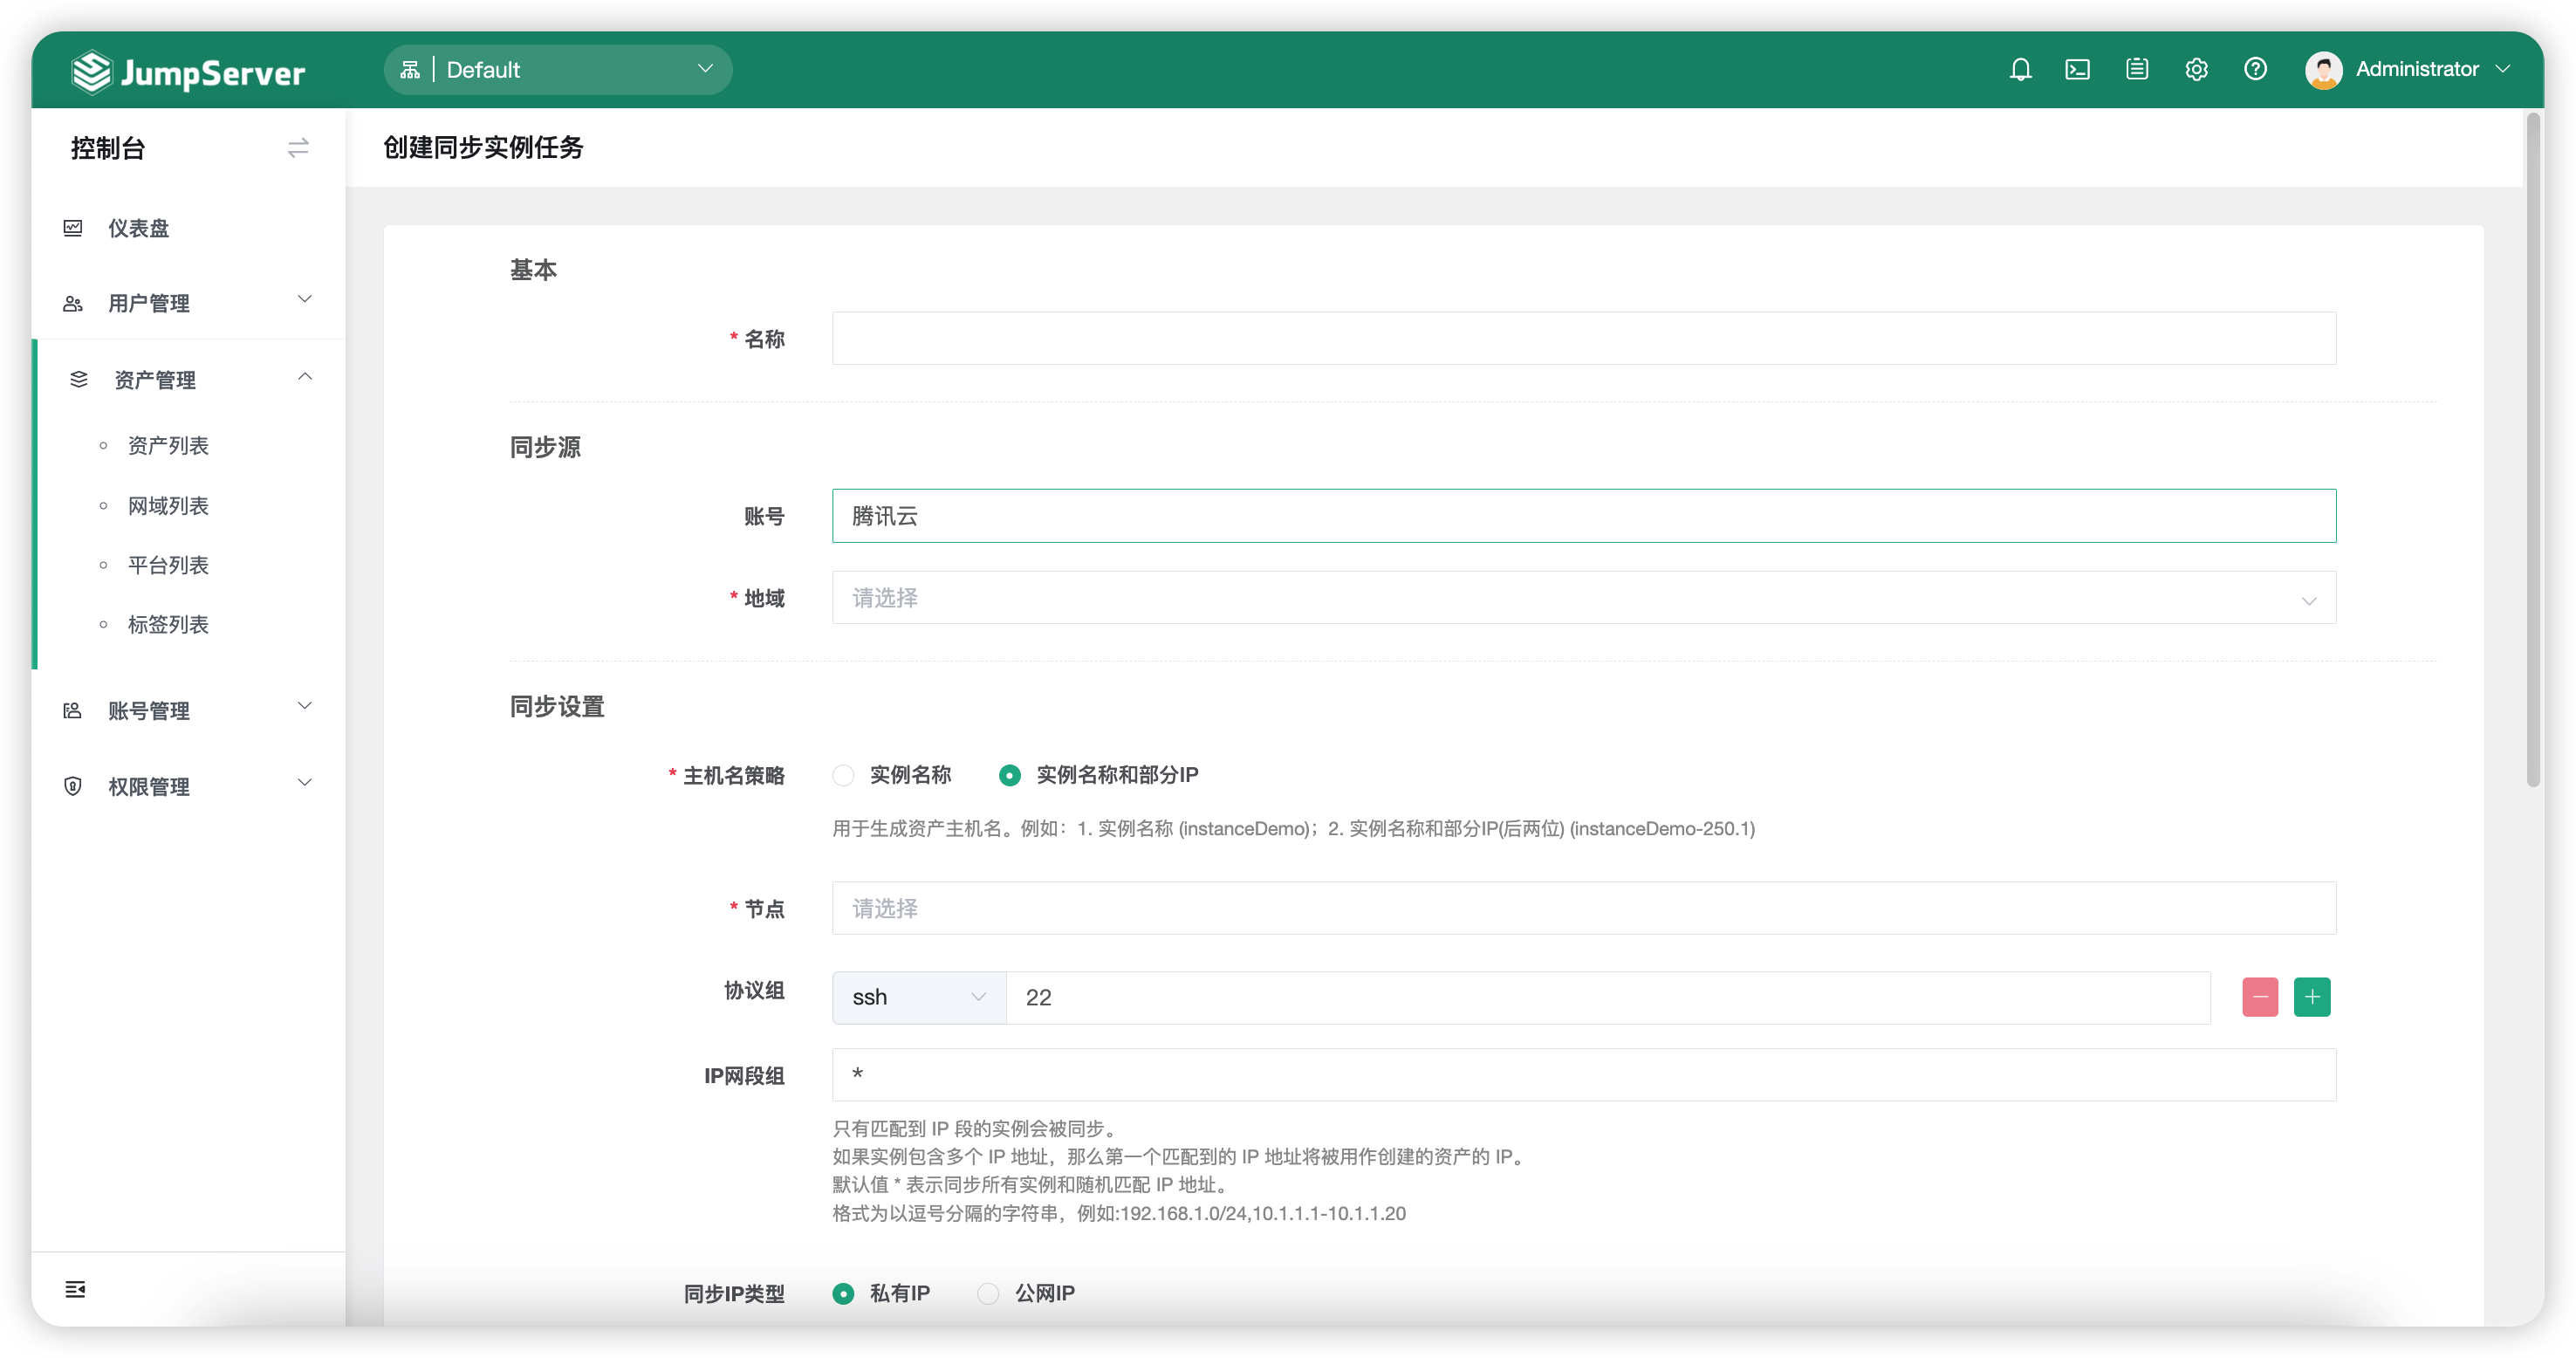 JumpServer
Default
Administrator
控制台
创建同步实例任务
仪表盘
用户管理
资产管理
资产列表
网域列表
平台列表
标签列表
账号管理
权限管理
基本
* 名称
同步源
账号
腾讯云
* 地域
请选择
同步设置
* 主机名策略
实例名称
实例名称和部分IP
用于生成资产主机名。例如：1. 实例名称 (instanceDemo)；2. 实例名称和部分IP(后两位) (instanceDemo-250.1)
* 节点
请选择
协议组
ssh
22
IP网段组
*
只有匹配到 IP 段的实例会被同步。
如果实例包含多个 IP 地址，那么第一个匹配到的 IP 地址将被用作创建的资产的 IP。
默认值 * 表示同步所有实例和随机匹配 IP 地址。
格式为以逗号分隔的字符串，例如:192.168.1.0/24,10.1.1.1-10.1.1.20
同步IP类型
私有IP
公网IP